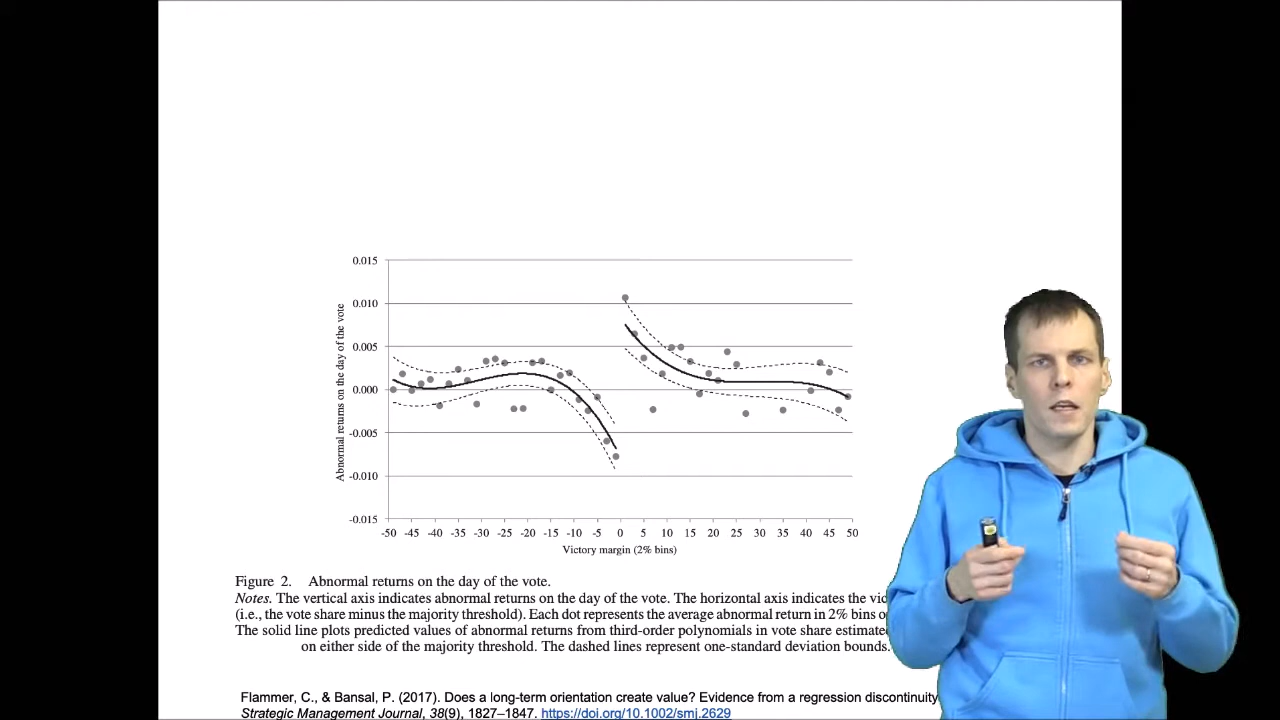 0.015
0.010
0.005
0.000
-0.005
-0.010
-0.015
Abnormal returns on the day of the vote
-50 -45 -40 -35 -30 -25 -20 -15 -10 -5 0 5 10 15 20 25 30 35 40 45 50
Victory margin (2% bins)
Figure 2. Abnormal returns on the day of the vote.
Notes. The vertical axis indicates abnormal returns on the day of the vote. The horizontal axis indicates the
(i.e., the vote share minus the majority threshold). Each dot represents the average abnormal return in 2% bins
The solid line plots predicted values of abnormal returns from third-order polynomials in vote share
on either side of the majority threshold. The dashed lines represent one-standard deviation bounds.
Flammer, C., & Bansal, P. (2017). Does a long-term orientation create value? Evidence from a regression discontinuity
Strategic Management Journal, 38(9), 1827–1847. https://doi.org/10.1002/smj.2629